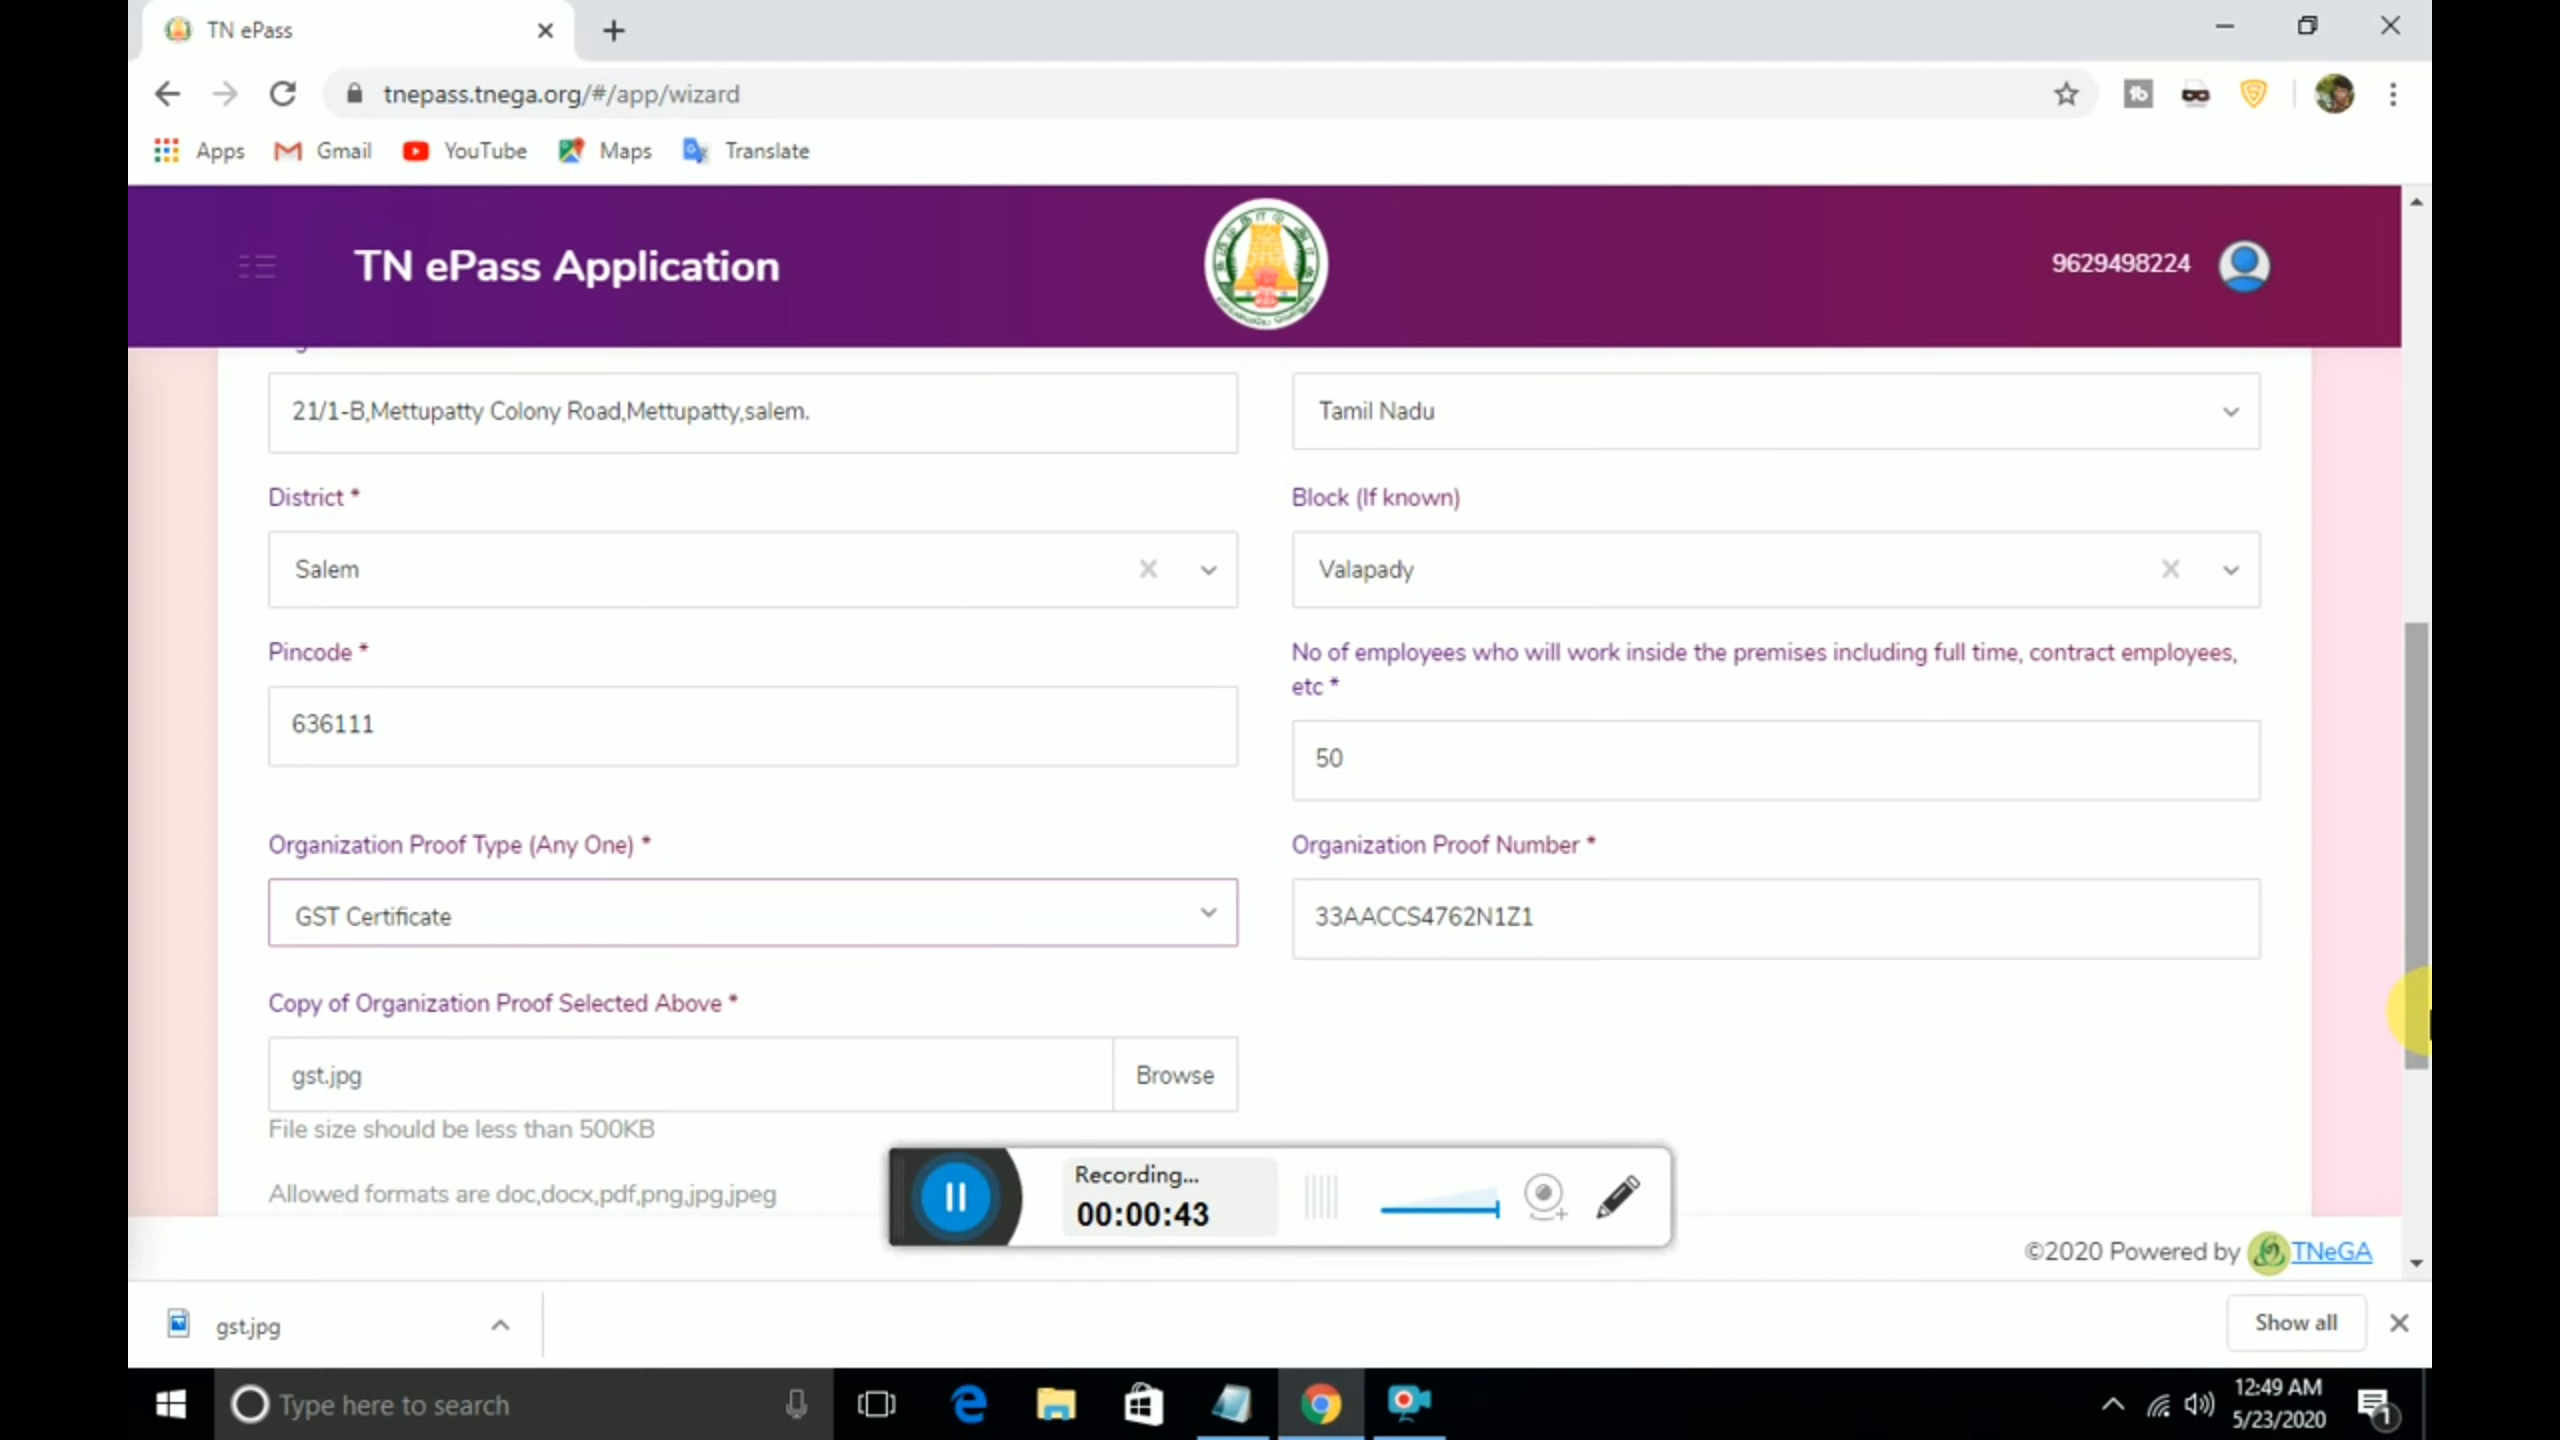 TN ePass
tnepass.tnega.org/#/app/wizard
Apps Gmail YouTube Maps Translate
TN ePass Application
9629498224
21/1-B,Mettupatty Colony Road,Mettupatty,salem.
Tamil Nadu
District *
Block (If known)
Salem
Valapady
Pincode *
No of employees who will work inside the premises including full time, contract employees,
etc *
636111
50
Organization Proof Type (Any One) *
Organization Proof Number *
GST Certificate
33AACCS4762N1Z1
Copy of Organization Proof Selected Above *
gst.jpg
Browse
File size should be less than 500KB
Allowed formats are doc,docx,pdf,png,jpg,jpeg
Recording...
00:00:43
©2020 Powered by TNeGA
gst.jpg
Show all
Type here to search
12:49 AM
5/23/2020
1